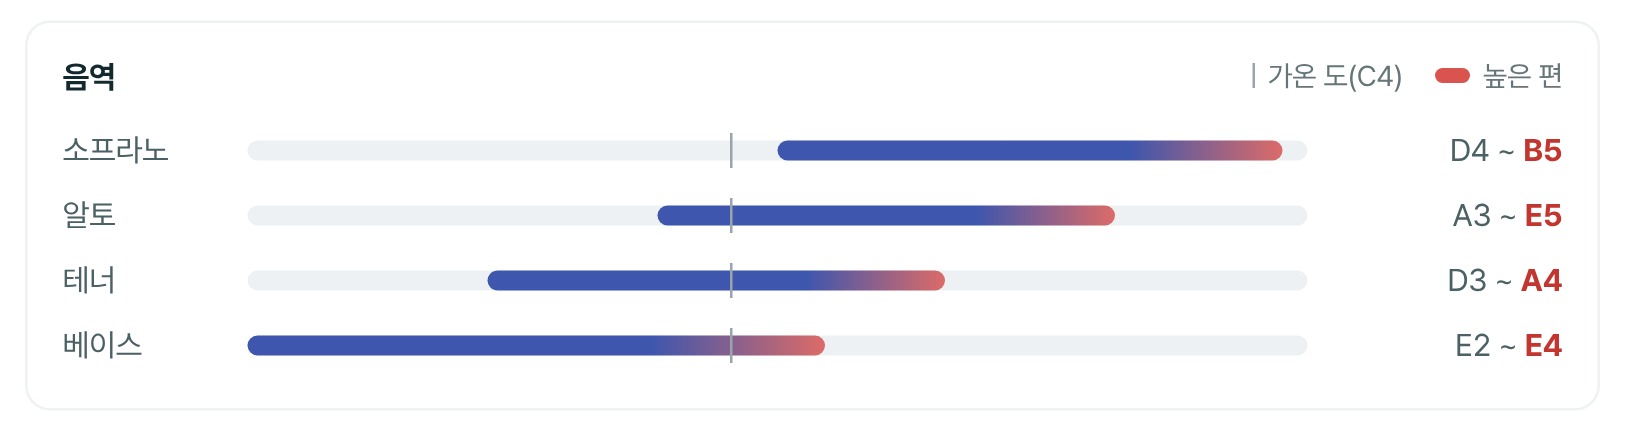 음역
가온 도(C4) 높은 편
소프라노 D4 ~ B5
알토 A3 ~ E5
테너 D3 ~ A4
베이스 E2 ~ E4